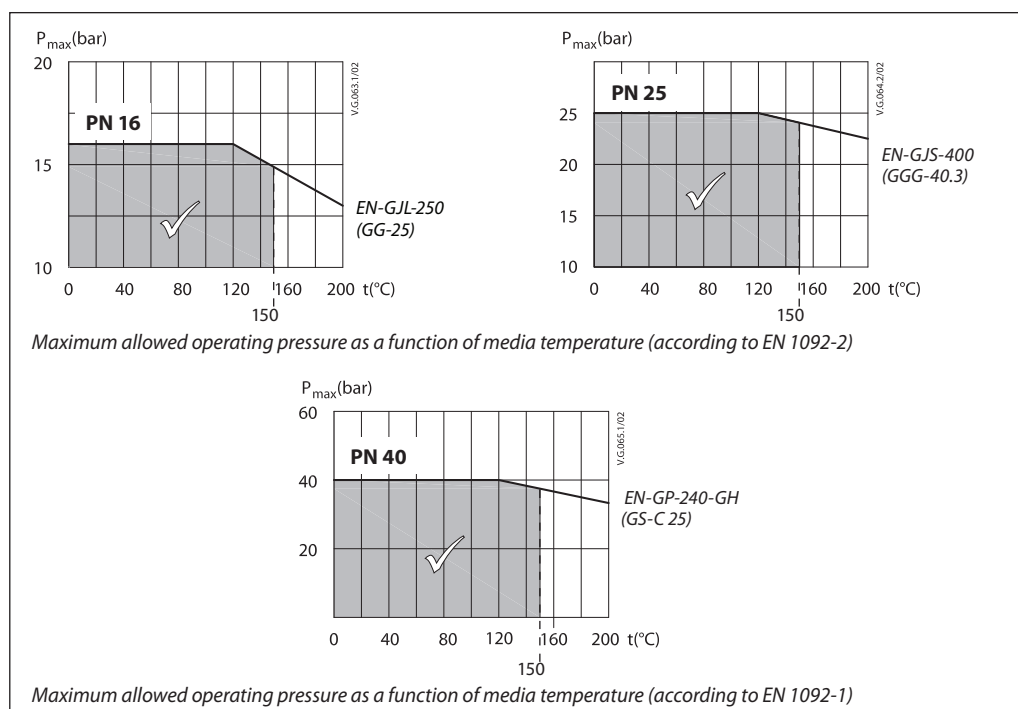 Pmax(bar)
20
15
10
PN 16
V.G.063.1/02
EN-GJL-250
(GG-25)
0 40 80 120 160 200 t(°C)
150
Pmax(bar)
25
20
15
10
PN 25
V.G.064.2/02
EN-GJS-400
(GGG-40.3)
0 40 80 120 160 200 t(°C)
150
Maximum allowed operating pressure as a function of media temperature (according to EN 1092-2)
Pmax(bar)
60
40
20
PN 40
V.G.065.1/02
EN-GP-240-GH
(GS-C 25)
0 40 80 120 160 200 t(°C)
150
Maximum allowed operating pressure as a function of media temperature (according to EN 1092-1)